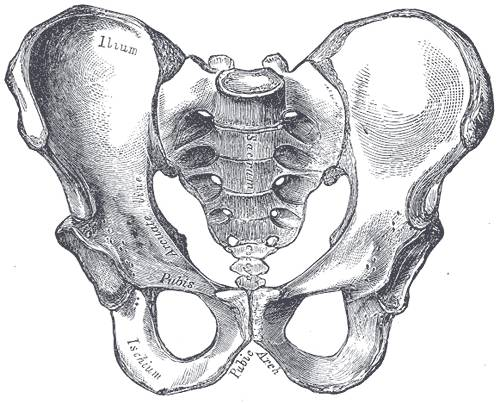 Ilium
Sacrum
Arcuate line
Pubis
Ischium
Pubic Arch